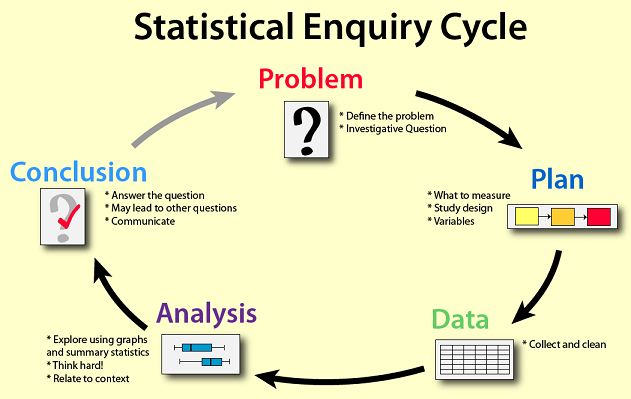 Statistical Enquiry Cycle
Problem
* Define the problem
* Investigative Question
Plan
* What to measure
* Study design
* Variables
Data
* Collect and clean
Analysis
* Explore using graphs
and summary statistics
* Think hard!
* Relate to context
Conclusion
* Answer the question
* May lead to other questions
* Communicate
?
?